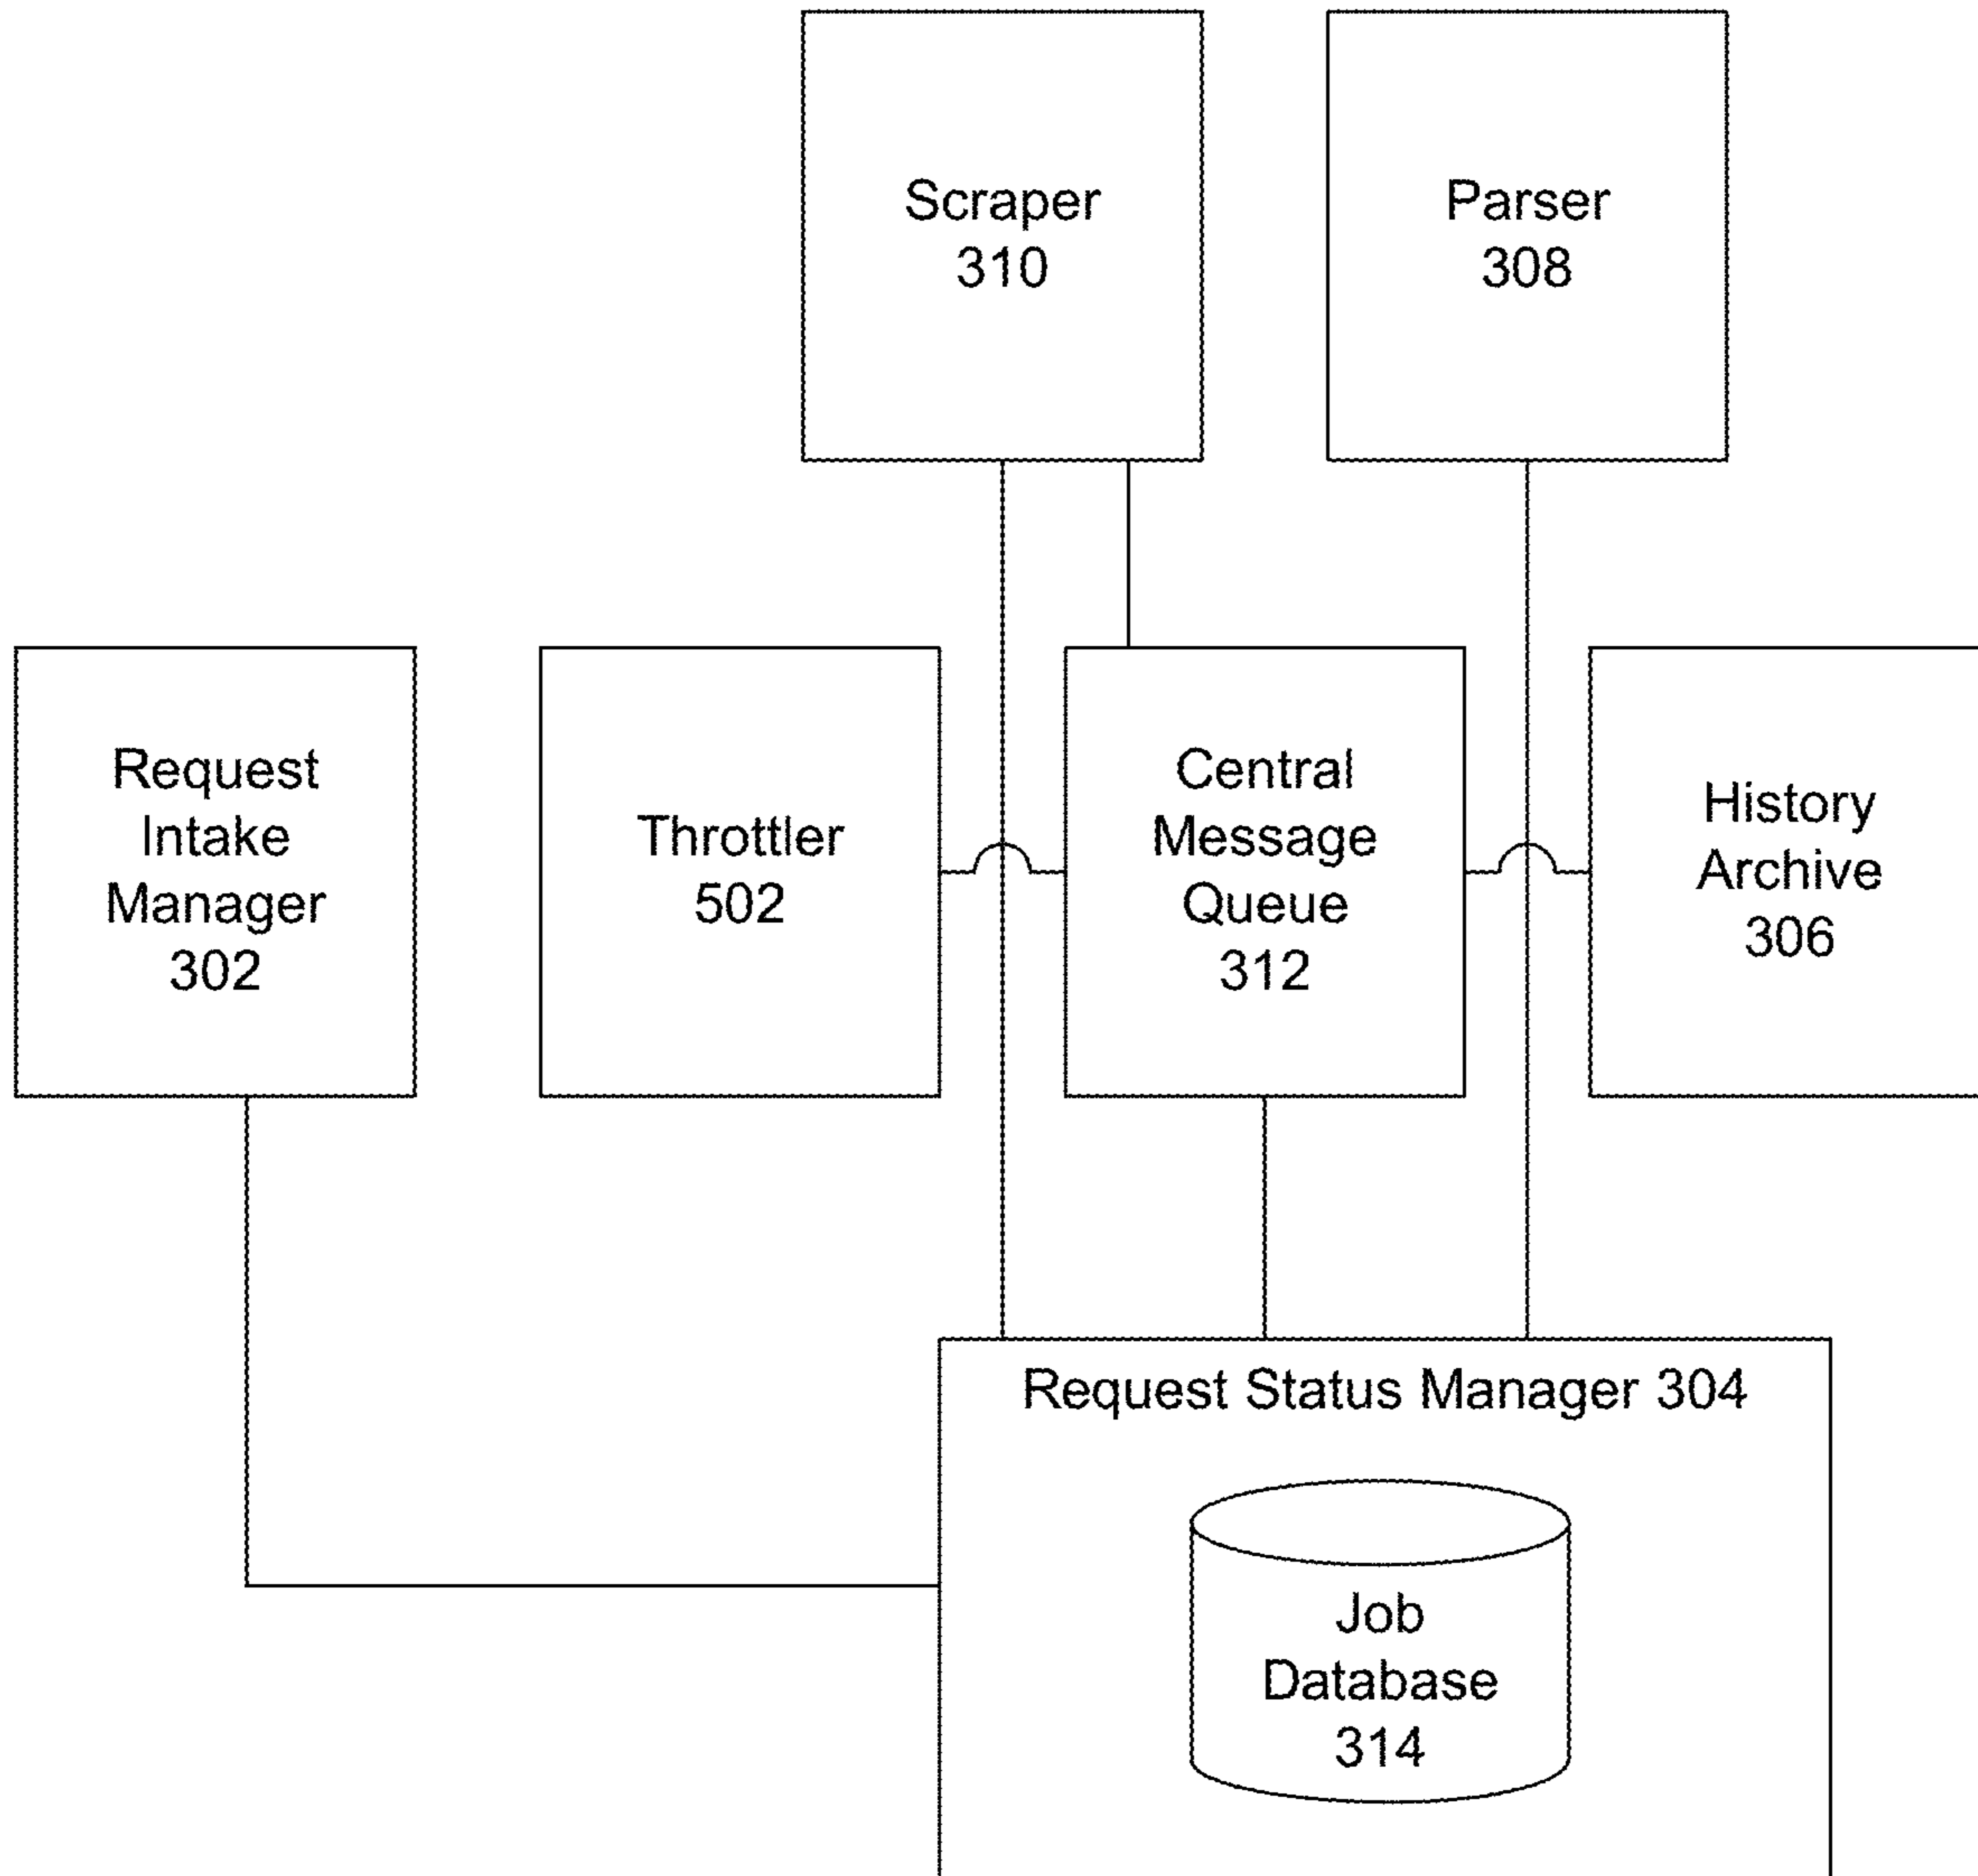 Scraper
310
Parser
308
Request
Intake
Manager
302
Throttler
502
Central
Message
Queue
312
History
Archive
306
Request Status Manager 304
Job
Database
314